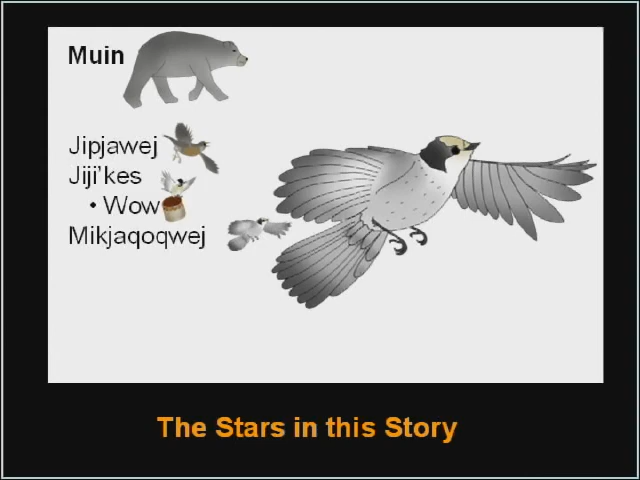 Muin
Jipjawej
Jiji'kes
• Wow
Mikjaqoqwej
The Stars in this Story